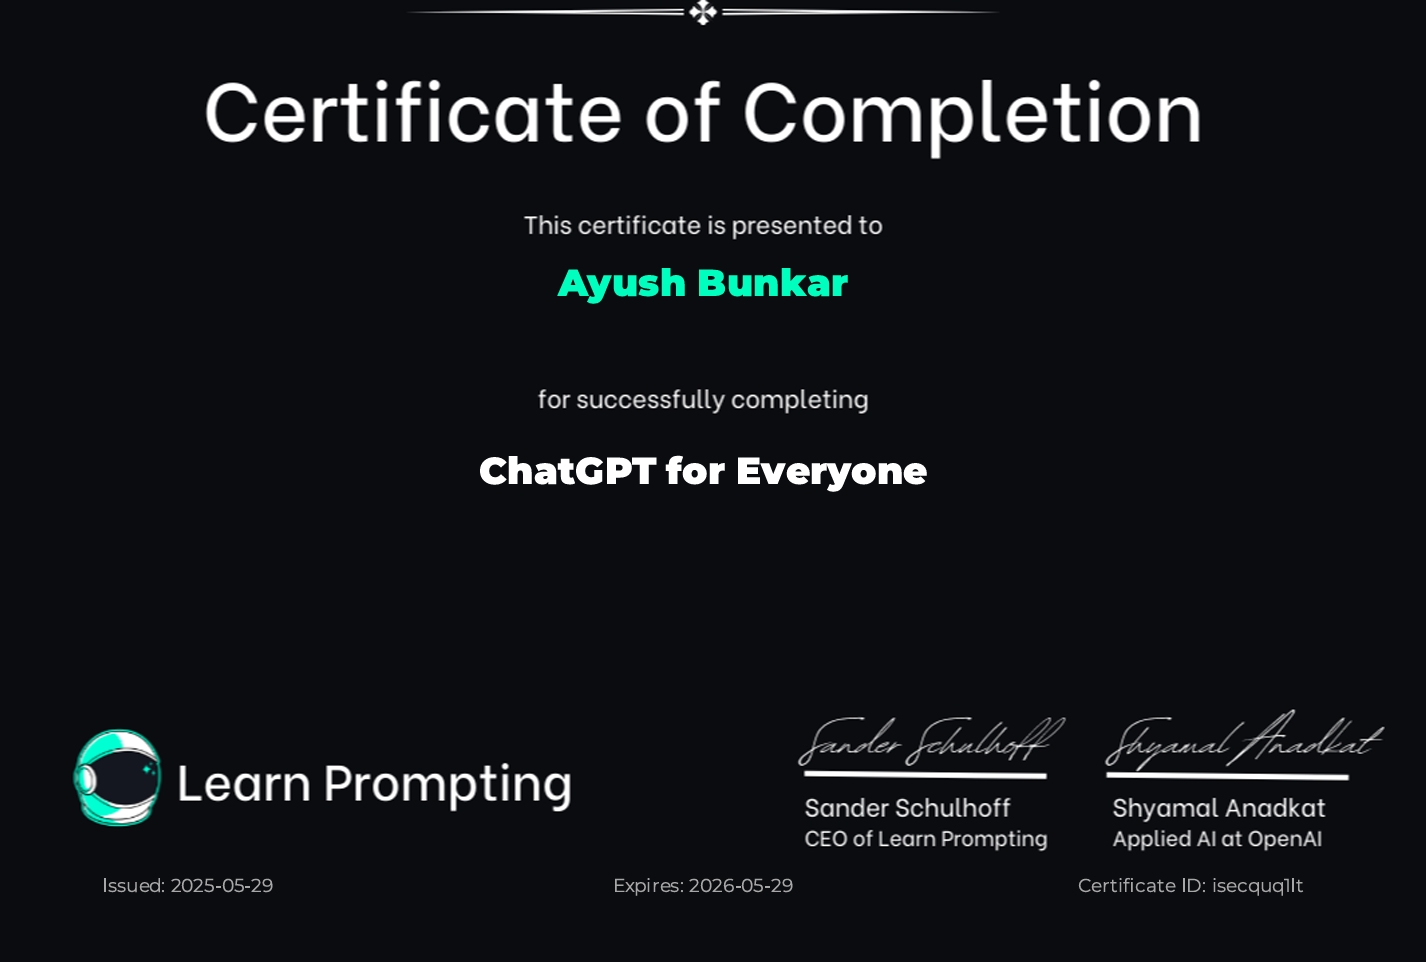 Certificate of Completion
This certificate is presented to
Ayush Bunkar
for successfully completing
ChatGPT for Everyone
Learn Prompting
Sander Schulhoff
Shyamal Anadkat
Sander Schulhoff
CEO of Learn Prompting
Shyamal Anadkat
Applied AI at OpenAI
Issued: 2025-05-29
Expires: 2026-05-29
Certificate ID: isecquq1lt